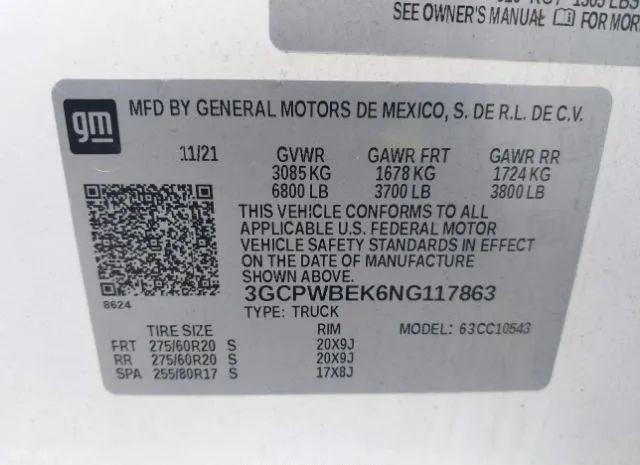 1505 LBS
SEE OWNER'S MANUAL FOR MOR
gm
MFD BY GENERAL MOTORS DE MEXICO, S. DE R.L. DE C.V.
11/21 GVWR GAWR FRT GAWR RR
3085 KG 1678 KG 1724 KG
6800 LB 3700 LB 3800 LB
THIS VEHICLE CONFORMS TO ALL
APPLICABLE U.S. FEDERAL MOTOR
VEHICLE SAFETY STANDARDS IN EFFECT
ON THE DATE OF MANUFACTURE
SHOWN ABOVE.
8624 3GCPWBEK6NG117863
TYPE: TRUCK MODEL: 63CC10543
TIRE SIZE RIM
FRT 275/60R20 S 20X9J
RR 275/60R20 S 20X9J
SPA 255/80R17 S 17X8J